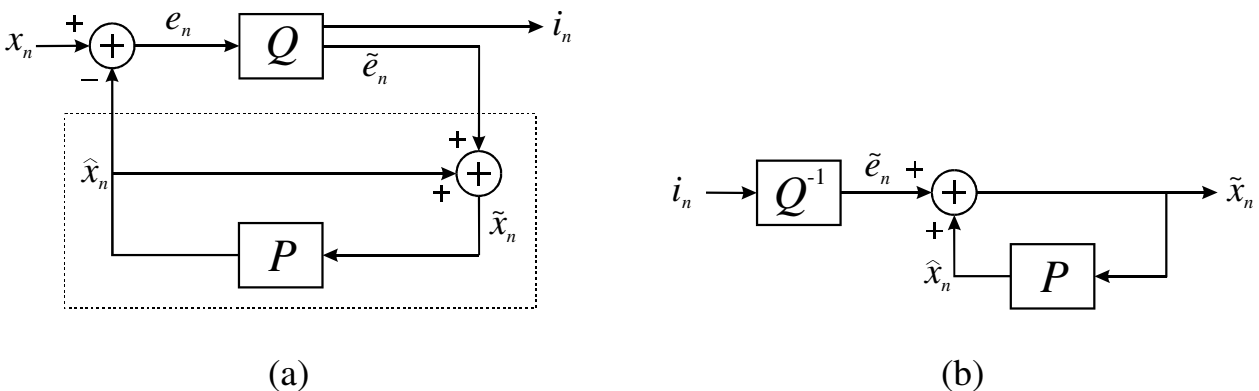 +
x_n
+
−
e_n
Q
i_n
ẽ_n
+
+
+
x̂_n
x̃_n
P
(a)
i_n
Q^-1
ẽ_n
+
+
+
x̃_n
x̂_n
P
(b)